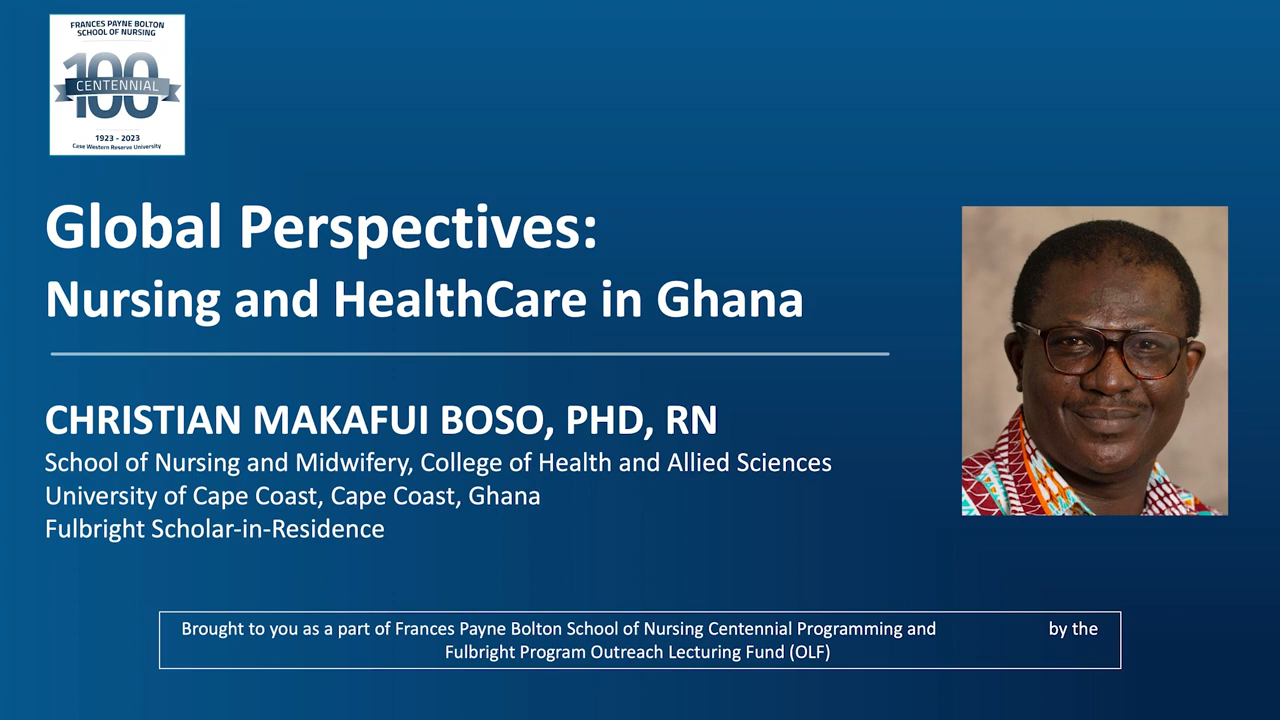 FRANCES PAYNE BOLTON
SCHOOL OF NURSING
100
CENTENNIAL
1923 - 2023
Case Western Reserve University
Global Perspectives:
Nursing and HealthCare in Ghana
CHRISTIAN MAKAFUI BOSO, PHD, RN
School of Nursing and Midwifery, College of Health and Allied Sciences
University of Cape Coast, Cape Coast, Ghana
Fulbright Scholar-in-Residence
Brought to you as a part of Frances Payne Bolton School of Nursing Centennial Programming and by the
Fulbright Program Outreach Lecturing Fund (OLF)